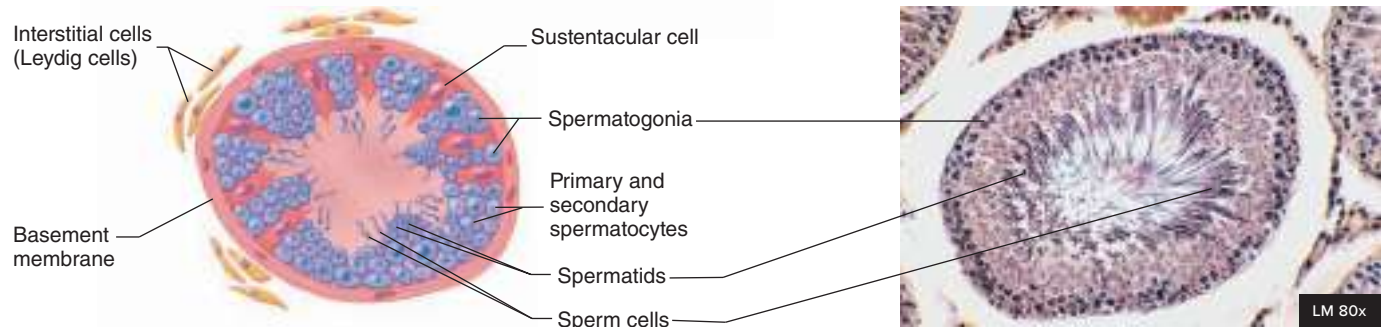 Interstitial cells
(Leydig cells)
Basement
membrane
Sustentacular cell
Spermatogonia
Primary and
secondary
spermatocytes
Spermatids
Sperm cells
LM 80x